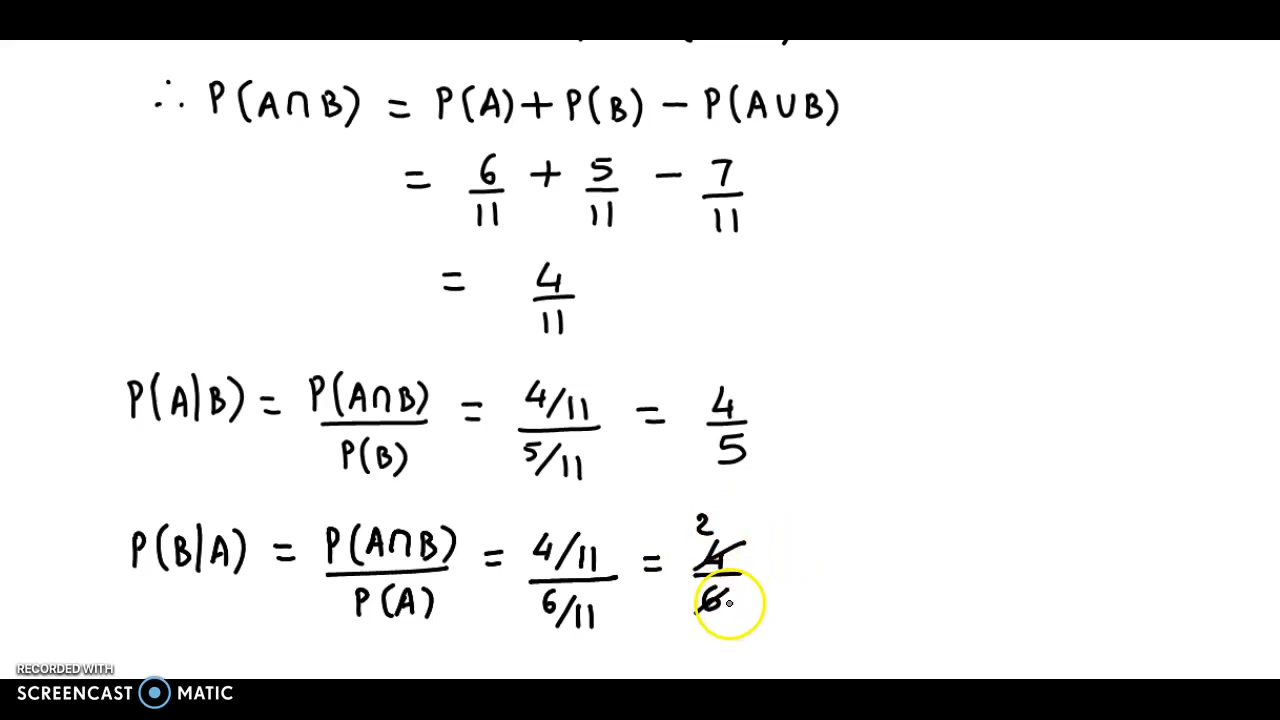 ∴ P(A∩B) = P(A)+P(B) − P(A∪B)
= 6/11 + 5/11 − 7/11
= 4/11
P(A|B) = P(A∩B)/P(B) = (4/11)/(5/11) = 4/5
P(B|A) = P(A∩B)/P(A) = (4/11)/(6/11) = 2 4/6
RECORDED WITH
SCREENCAST MATIC